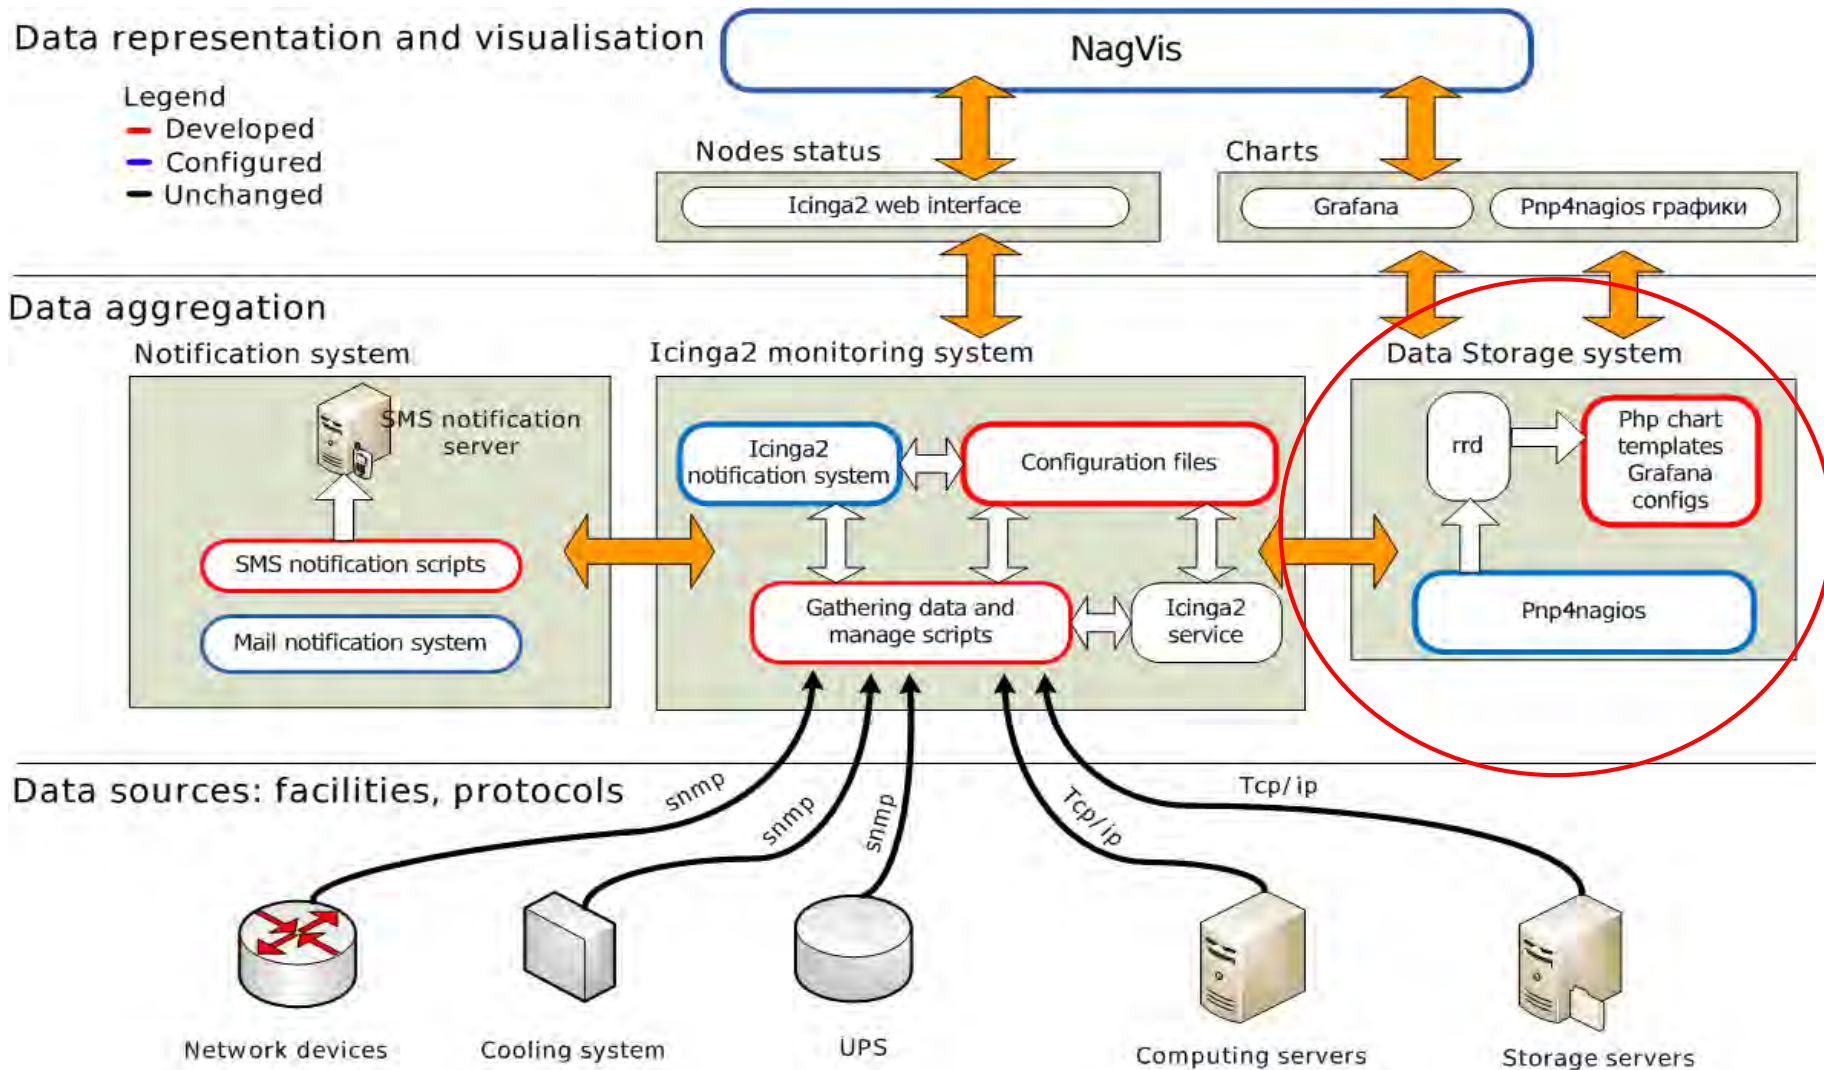 Data representation and visualisation
NagVis
Legend
Developed
Configured
Unchanged
Nodes status
Charts
Icinga2 web interface
Grafana
Pnp4nagios графики
Data aggregation
Notification system
Icinga2 monitoring system
Data Storage system
SMS notification
server
SMS notification scripts
Mail notification system
Icinga2
notification system
Configuration files
Gathering data and
manage scripts
Icinga2
service
rrd
Php chart
templates
Grafana
configs
Pnp4nagios
Data sources: facilities, protocols
snmp
snmp
snmp
Tcp/ip
Tcp/ip
Network devices
Cooling system
UPS
Computing servers
Storage servers